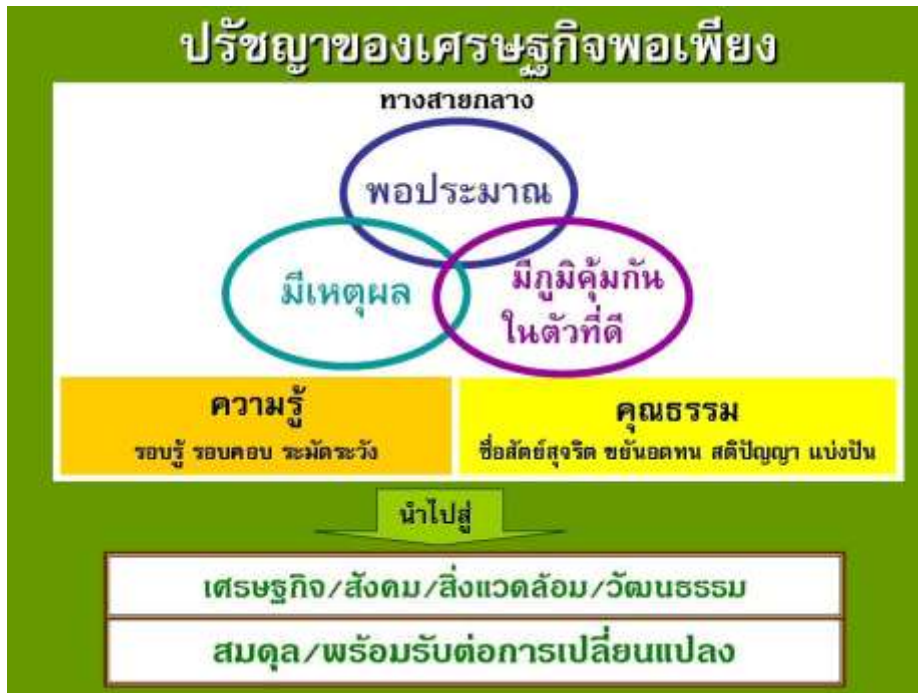 ปรัชญาของเศรษฐกิจพอเพียง
ทางสายกลาง
พอประมาณ
มีเหตุผล
มีภูมิคุ้มกัน
ในตัวที่ดี
ความรู้
รอบรู้ รอบคอบ ระมัดระวัง
คุณธรรม
ซื่อสัตย์สุจริต ขยันอดทน สติปัญญา แบ่งปัน
นำไปสู่
เศรษฐกิจ/สังคม/สิ่งแวดล้อม/วัฒนธรรม
สมดุล/พร้อมรับต่อการเปลี่ยนแปลง